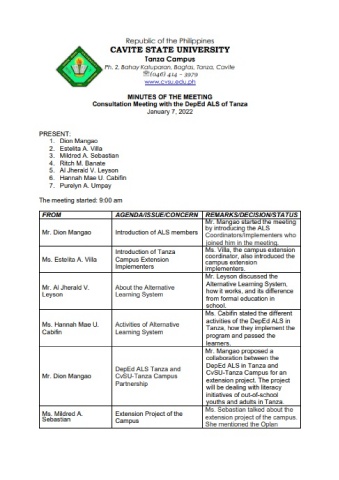 Republic of the Philippines
CAVITE STATE UNIVERSITY
Tanza Campus
Ph. 2, Bahay Katuparan, Bagtas, Tanza, Cavite
☏(046) 414 – 3979
www.cvsu.edu.ph
MINUTES OF THE MEETING
Consultation Meeting with the DepEd ALS of Tanza
January 7, 2022
PRESENT:
1. Dion Mangao
2. Estelita A. Villa
3. Mildred A. Sebastian
4. Ritch M. Banate
5. Al Jherald V. Leyson
6. Hannah Mae U. Cabifin
7. Purelyn A. Umpay
The meeting started: 9:00 am
FROM AGENDA/ISSUE/CONCERN REMARKS/DECISION/STATUS
Mr. Dion Mangao
Introduction of ALS members
Mr. Mangao started the meeting
by introducing the ALS
Coordinators/Implementers who
joined him in the meeting.
Ms. Estelita A. Villa
Introduction of Tanza
Campus Extension
Implementers
Ms. Villa, the campus extension
coordinator, also introduced the
campus extension
implementers.
Mr. Al Jherald V.
Leyson
About the Alternative
Learning System
Mr. Leyson discussed the
Alternative Learning System,
how it works, and its difference
from formal education in
school.
Ms. Hannah Mae U.
Cabifin
Activities of Alternative
Learning System
Ms. Cabifin stated the different
activities of the DepEd ALS in
Tanza, how they implement the
program and passed the
learners.
Mr. Dion Mangao
DepEd ALS Tanza and
CvSU-Tanza Campus
Partnership
Mr. Mangao proposed a
collaboration between the
DepEd ALS in Tanza and
CvSU-Tanza Campus for an
extension project. The project
will be dealing with literacy
initiatives of out-of-school
youths and adults in Tanza.
Ms. Mildred A.
Sebastian
Extension Project of the
Campus
Ms. Sebastian talked about the
extension project of the campus.
She mentioned the Oplan